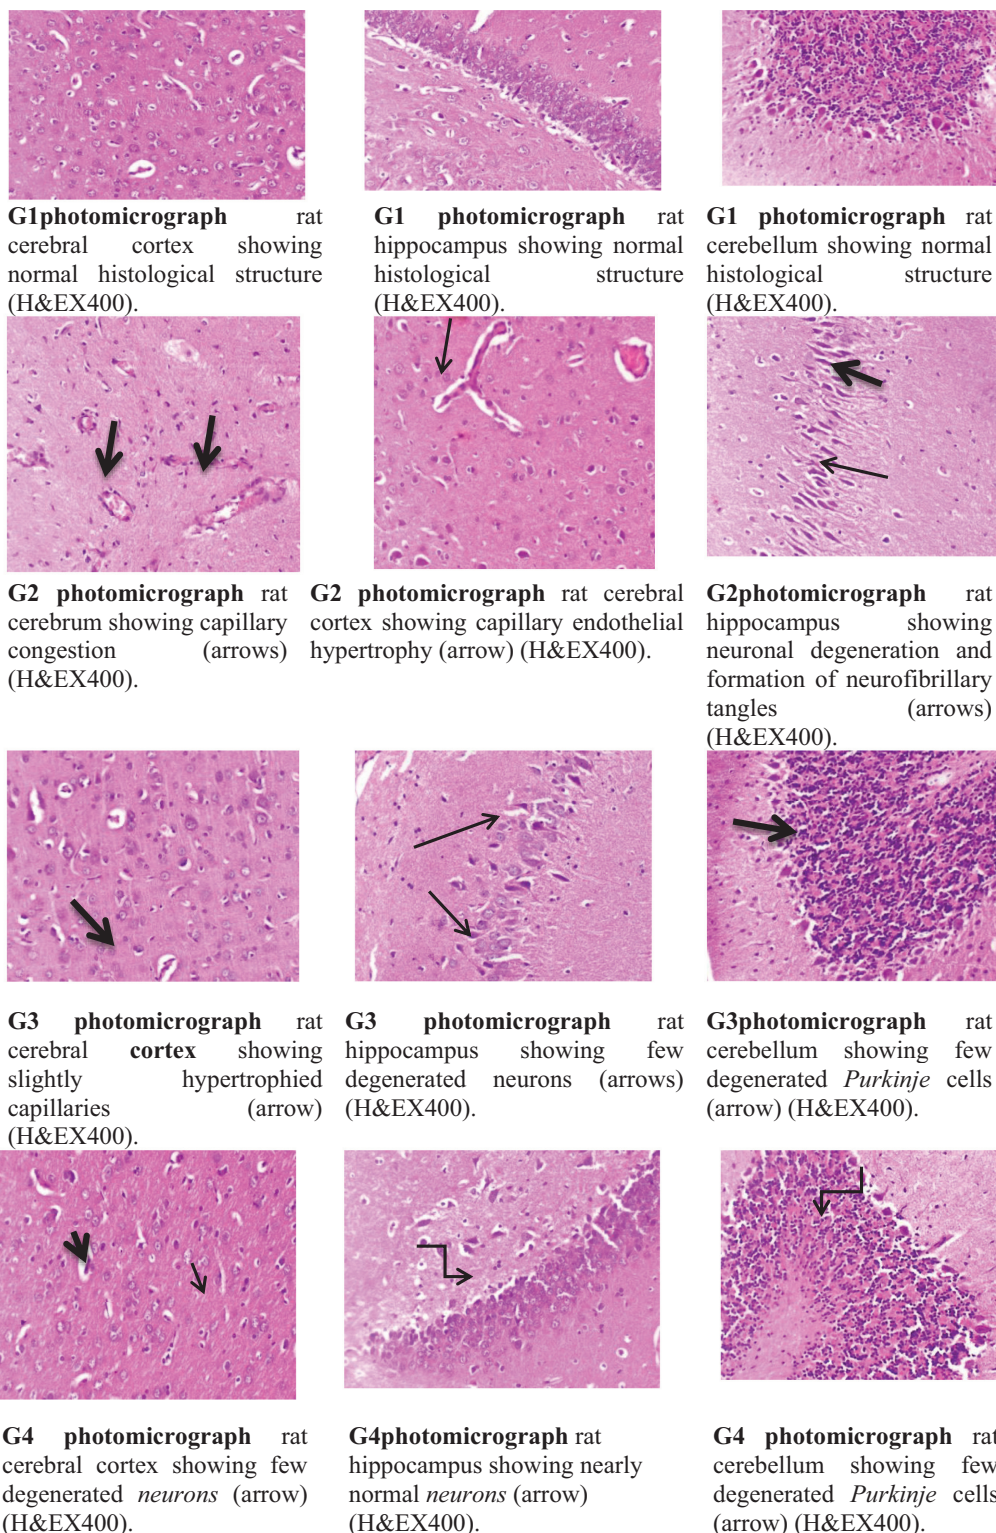 G1photomicrograph rat
cerebral cortex showing
normal histological structure
(H&EX400).
G1 photomicrograph rat
hippocampus showing normal
histological structure
(H&EX400).
G1 photomicrograph rat
cerebellum showing normal
histological structure
(H&EX400).
G2 photomicrograph rat
cerebrum showing capillary
congestion (arrows)
(H&EX400).
G2 photomicrograph rat cerebral
cortex showing capillary endothelial
hypertrophy (arrow) (H&EX400).
G2photomicrograph rat
hippocampus showing
neuronal degeneration and
formation of neurofibrillary
tangles (arrows)
(H&EX400).
G3 photomicrograph rat
cerebral cortex showing
slightly hypertrophied
capillaries (arrow)
(H&EX400).
G3 photomicrograph rat
hippocampus showing few
degenerated neurons (arrows)
(H&EX400).
G3photomicrograph rat
cerebellum showing few
degenerated Purkinje cells
(arrow) (H&EX400).
G4 photomicrograph rat
cerebral cortex showing few
degenerated neurons (arrow)
(H&EX400).
G4photomicrograph rat
hippocampus showing nearly
normal neurons (arrow)
(H&EX400).
G4 photomicrograph rat
cerebellum showing few
degenerated Purkinje cells
(arrow) (H&EX400).